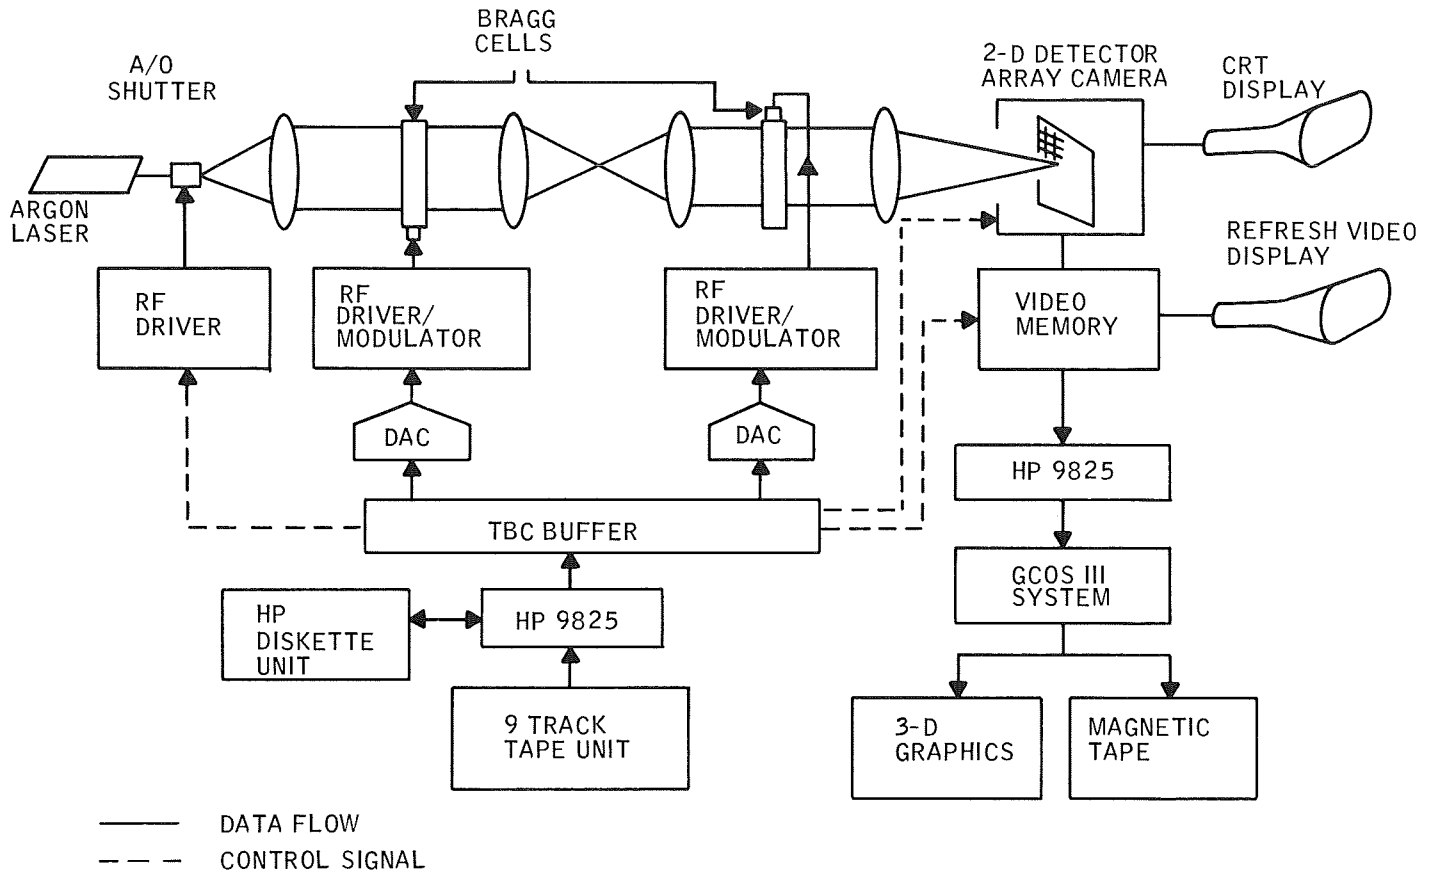 BRAGG
CELLS
A/O
SHUTTER
2-D DETECTOR
ARRAY CAMERA
CRT
DISPLAY
ARGON
LASER
REFRESH VIDEO
DISPLAY
RF
DRIVER
RF
DRIVER/
MODULATOR
RF
DRIVER/
MODULATOR
VIDEO
MEMORY
DAC
DAC
HP 9825
TBC BUFFER
GCOS III
SYSTEM
HP
DISKETTE
UNIT
HP 9825
9 TRACK
TAPE UNIT
3-D
GRAPHICS
MAGNETIC
TAPE
DATA FLOW
CONTROL SIGNAL